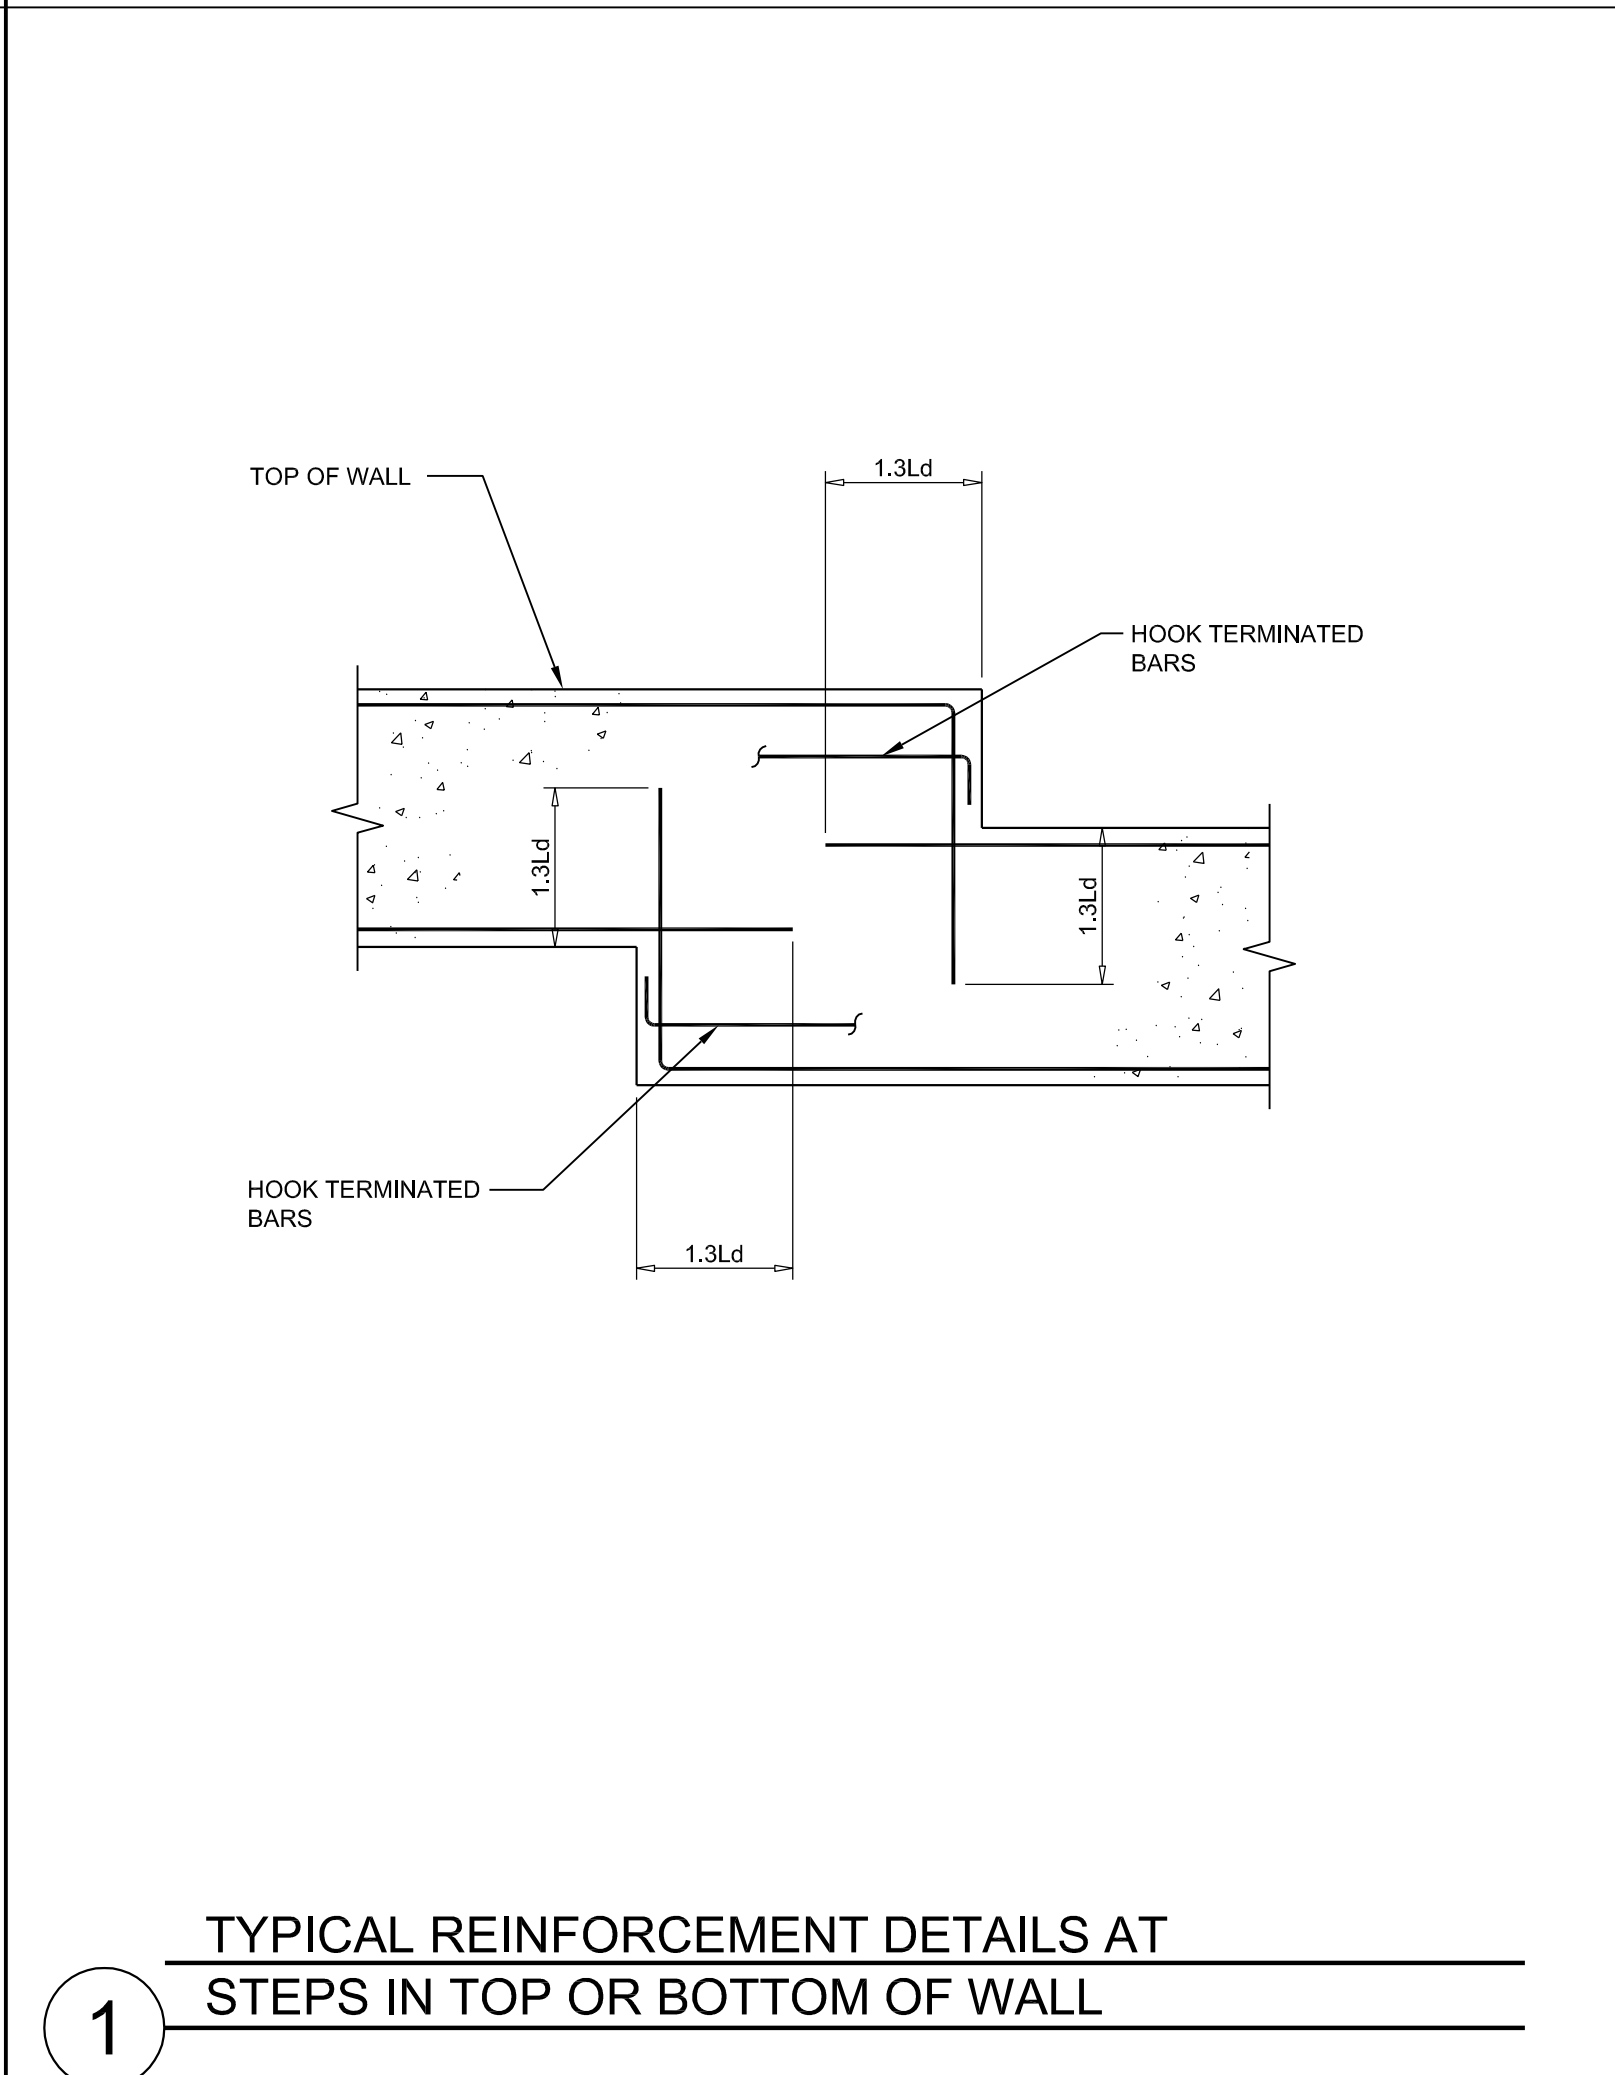 1.3Ld
TOP OF WALL
HOOK TERMINATED
BARS
1.3Ld
1.3Ld
HOOK TERMINATED
BARS
1.3Ld
TYPICAL REINFORCEMENT DETAILS AT
STEPS IN TOP OR BOTTOM OF WALL
1